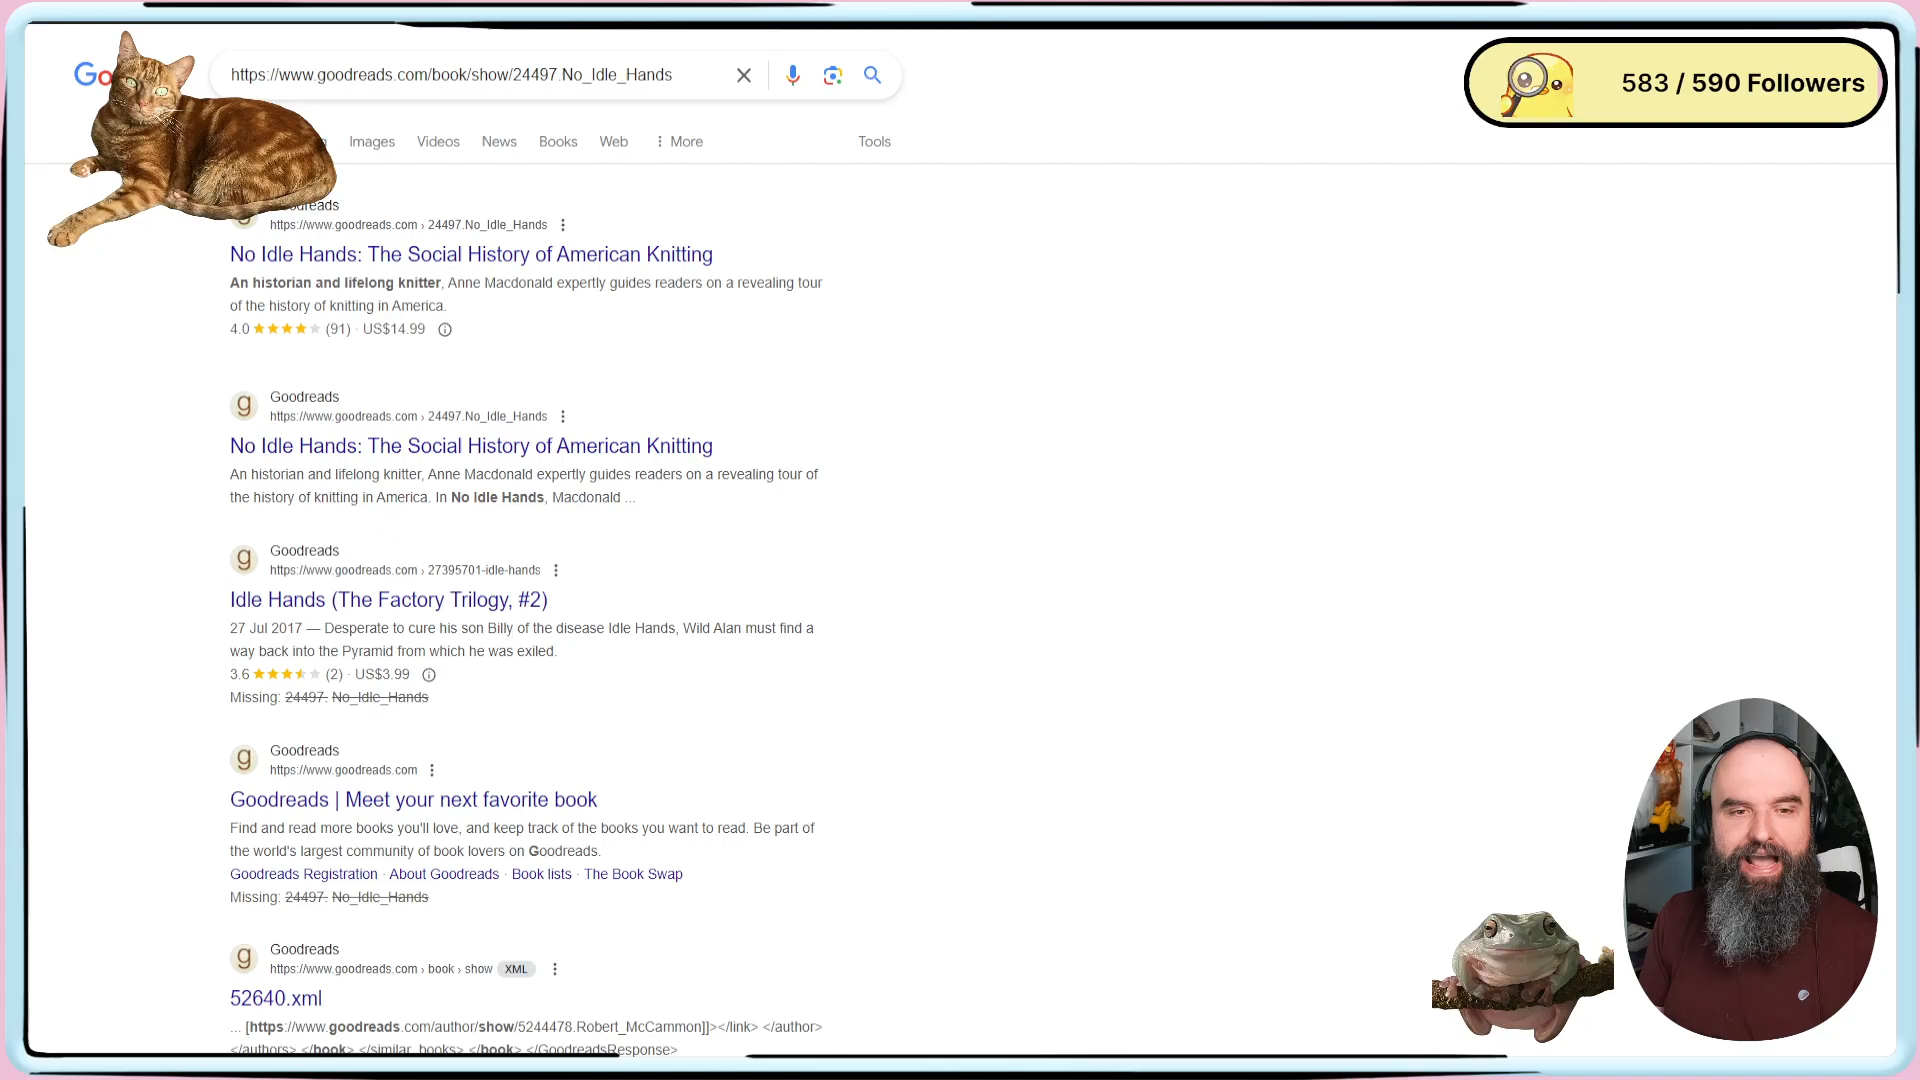 Go
https://www.goodreads.com/book/show/24497.No_Idle_Hands
583 / 590 Followers
Images Videos News Books Web More Tools
https://www.goodreads.com › 24497.No_Idle_Hands
No Idle Hands: The Social History of American Knitting
An historian and lifelong knitter, Anne Macdonald expertly guides readers on a revealing tour
of the history of knitting in America.
4.0 (91) · US$14.99
g
Goodreads
https://www.goodreads.com › 24497.No_Idle_Hands
No Idle Hands: The Social History of American Knitting
An historian and lifelong knitter, Anne Macdonald expertly guides readers on a revealing tour of
the history of knitting in America. In No Idle Hands, Macdonald ...
g
Goodreads
https://www.goodreads.com › 27395701-idle-hands
Idle Hands (The Factory Trilogy, #2)
27 Jul 2017 — Desperate to cure his son Billy of the disease Idle Hands, Wild Alan must find a
way back into the Pyramid from which he was exiled.
3.6 (2) · US$3.99
Missing: 24497. No_Idle_Hands
g
Goodreads
https://www.goodreads.com
Goodreads | Meet your next favorite book
Find and read more books you'll love, and keep track of the books you want to read. Be part of
the world's largest community of book lovers on Goodreads.
Goodreads Registration · About Goodreads · Book lists · The Book Swap
Missing: 24497. No_Idle_Hands
g
Goodreads
https://www.goodreads.com › book › show XML
52640.xml
... [https://www.goodreads.com/author/show/5244478.Robert_McCammon]]></link> </author>
</authors> </book> </similar_books> </book> </GoodreadsResponse>